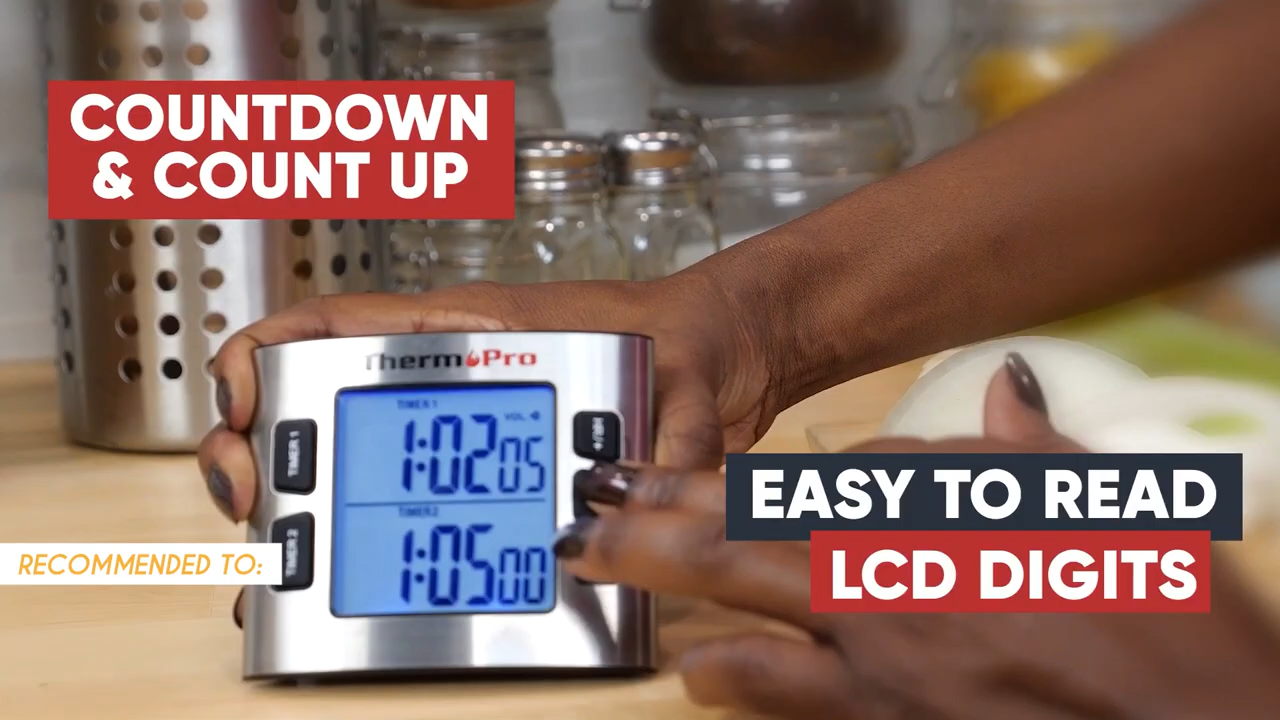 COUNTDOWN
& COUNT UP
ThermoPro
TIMER 1
VOL
1:02 05
TIMER 1
TIMER 2
1:05 00
TIMER 2
H/AM
EASY TO READ
LCD DIGITS
RECOMMENDED TO: